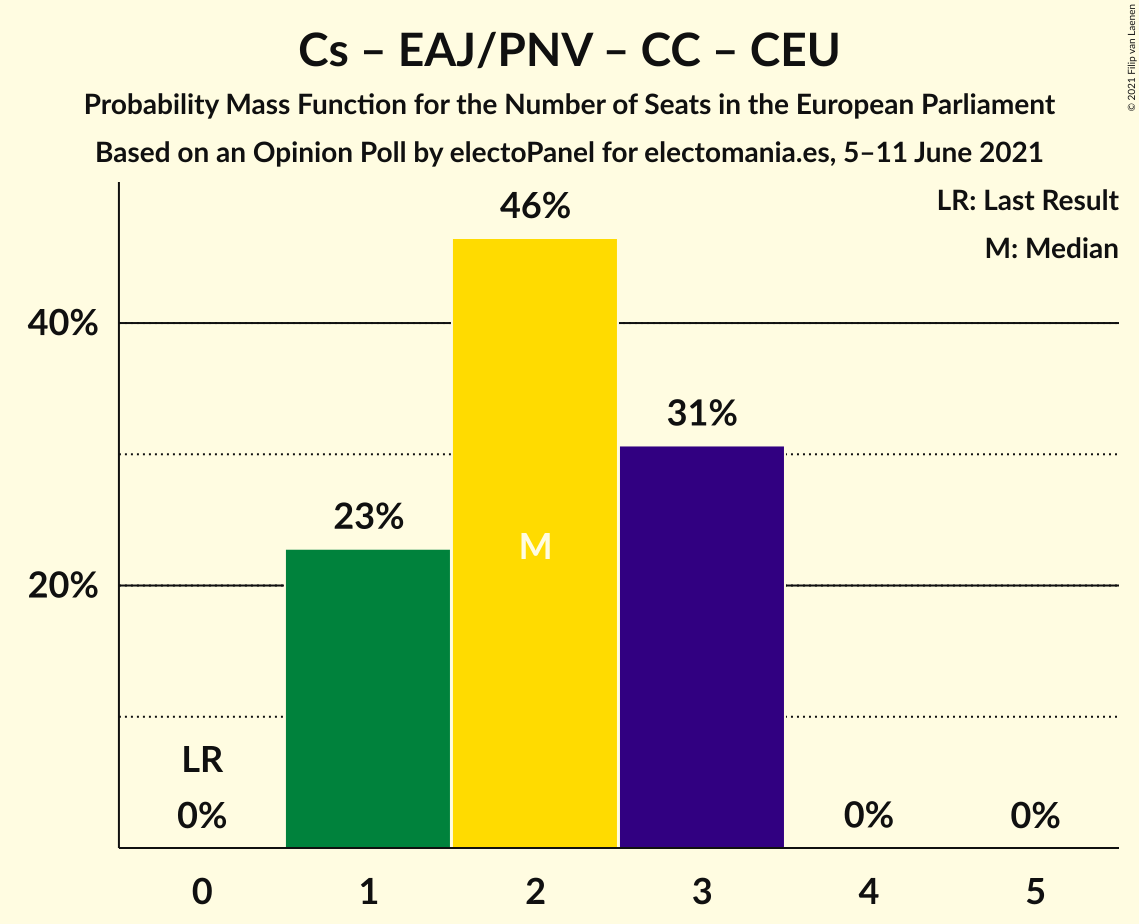 Cs – EAJ/PNV – CC – CEU
Probability Mass Function for the Number of Seats in the European Parliament
Based on an Opinion Poll by electoPanel for electomania.es, 5–11 June 2021
© 2021 Filip van Laenen
LR: Last Result
M: Median
46%
40%
31%
23%
M
20%
LR
0%
0%
0%
0 1 2 3 4 5